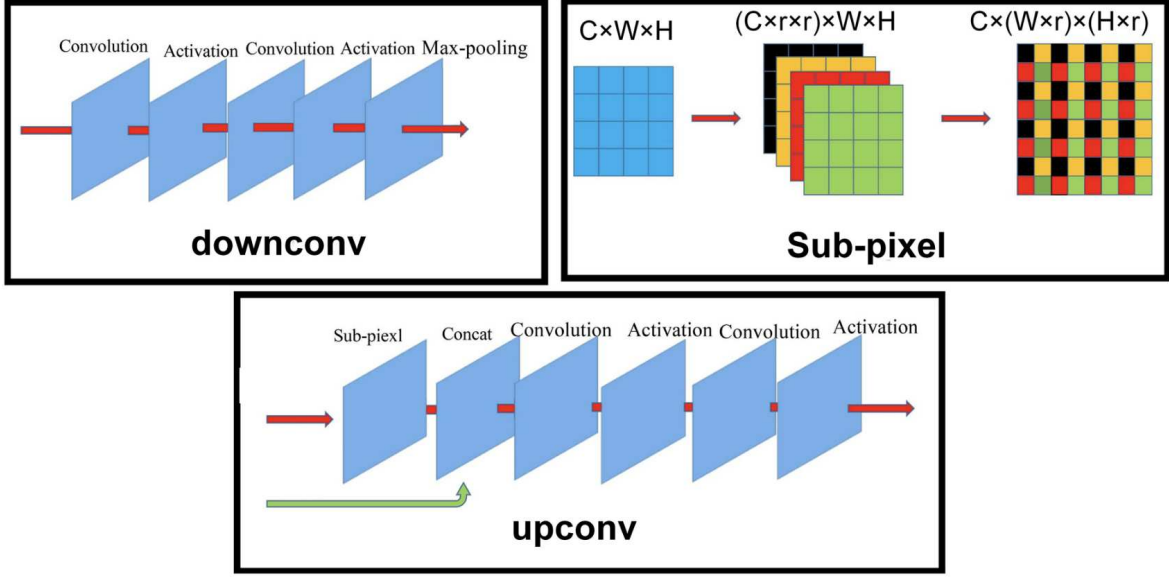 Convolution
Activation
Convolution
Activation
Max-pooling
downconv
C×W×H
(C×r×r)×W×H
C×(W×r)×(H×r)
Sub-pixel
Sub-piexl
Concat
Convolution
Activation
Convolution
Activation
upconv